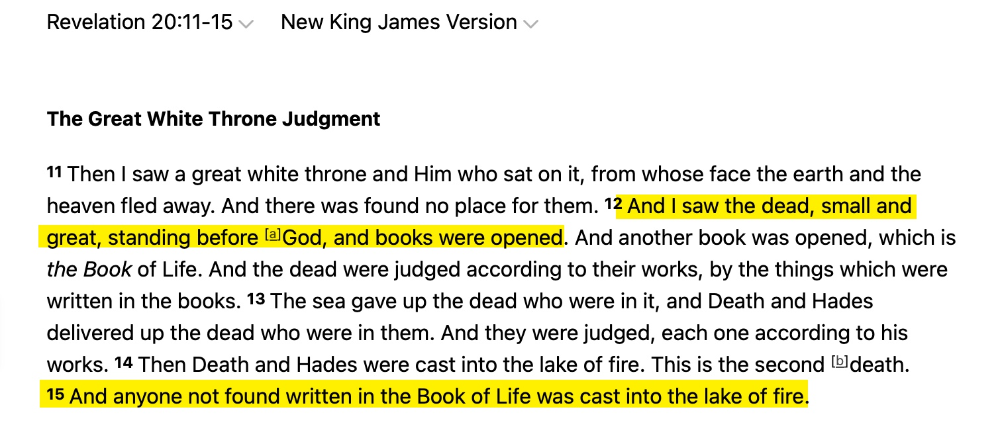 Revelation 20:11-15 New King James Version
The Great White Throne Judgment
11 Then I saw a great white throne and Him who sat on it, from whose face the earth and the
heaven fled away. And there was found no place for them. 12 And I saw the dead, small and
great, standing before [a]God, and books were opened. And another book was opened, which is
the Book of Life. And the dead were judged according to their works, by the things which were
written in the books. 13 The sea gave up the dead who were in it, and Death and Hades
delivered up the dead who were in them. And they were judged, each one according to his
works. 14 Then Death and Hades were cast into the lake of fire. This is the second [b]death.
15 And anyone not found written in the Book of Life was cast into the lake of fire.